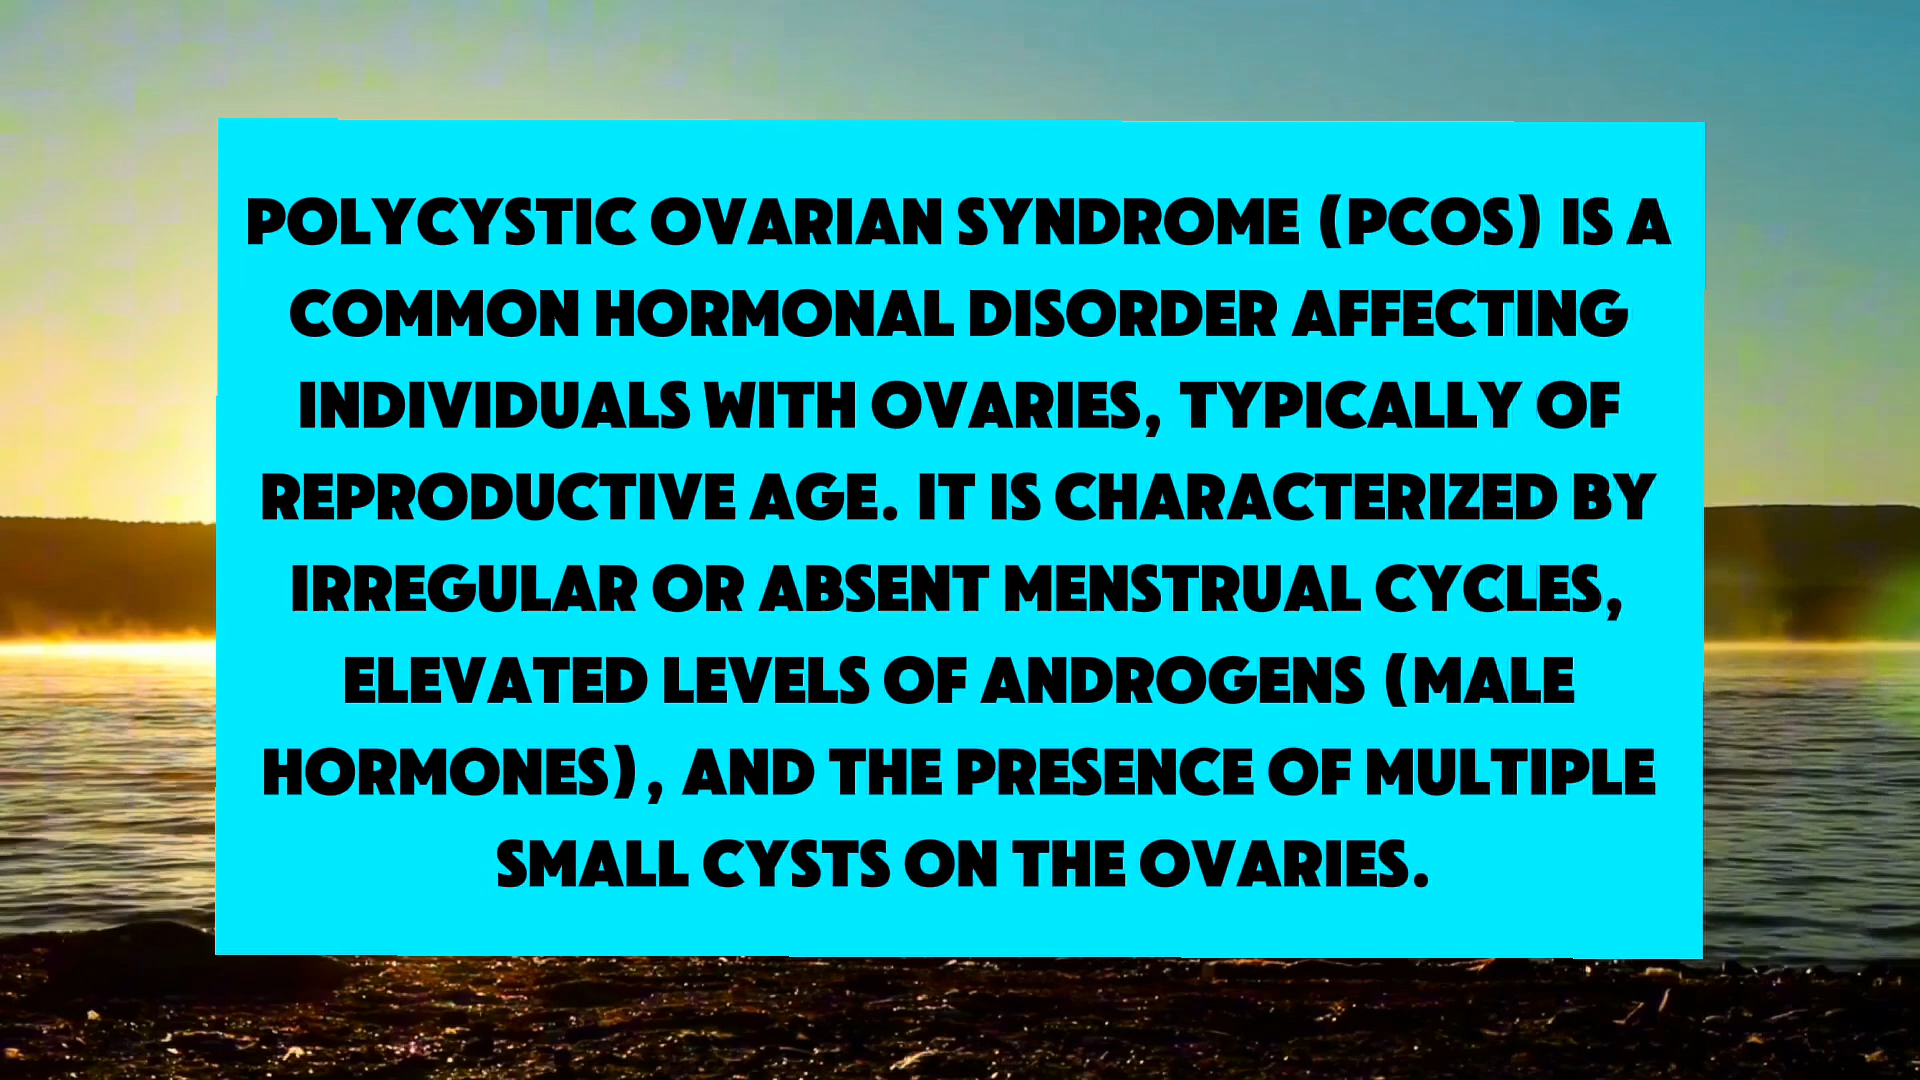 POLYCYSTIC OVARIAN SYNDROME (PCOS) IS A
COMMON HORMONAL DISORDER AFFECTING
INDIVIDUALS WITH OVARIES, TYPICALLY OF
REPRODUCTIVE AGE. IT IS CHARACTERIZED BY
IRREGULAR OR ABSENT MENSTRUAL CYCLES,
ELEVATED LEVELS OF ANDROGENS (MALE
HORMONES), AND THE PRESENCE OF MULTIPLE
SMALL CYSTS ON THE OVARIES.